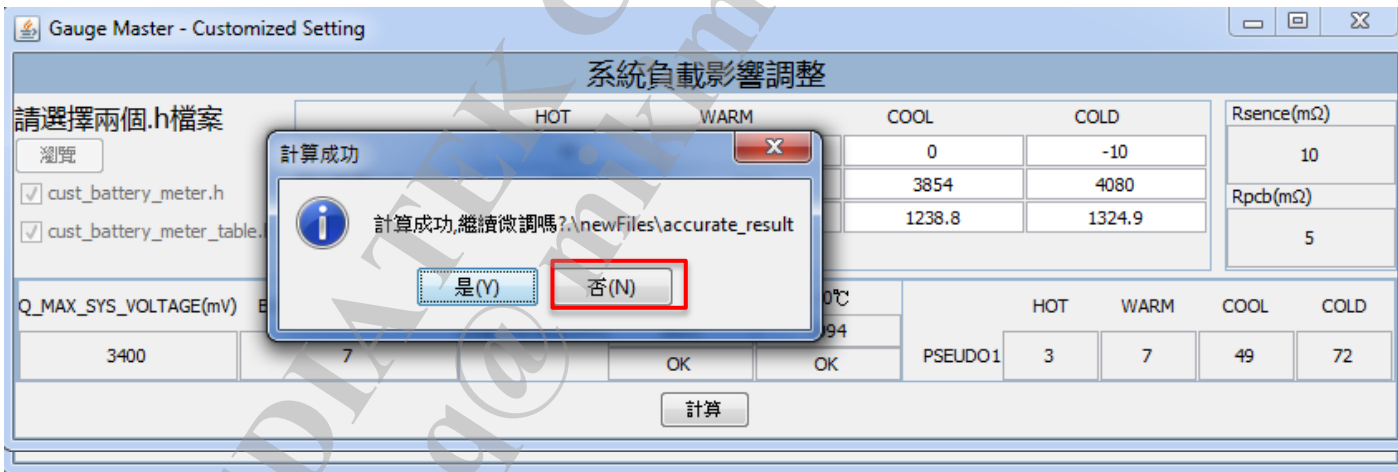 Gauge Master - Customized Setting
系統負載影響調整
請選擇兩個.h檔案
HOT WARM COOL COLD
Rsence(mΩ)
瀏覽
計算成功
0 -10
10
cust_battery_meter.h
3854 4080
Rpcb(mΩ)
計算成功,繼續微調嗎?.\newFiles\accurate_result
cust_battery_meter_table.
1238.8 1324.9
5
是(Y) 否(N)
Q_MAX_SYS_VOLTAGE(mV)
0℃
HOT WARM COOL COLD
94
3400 7
OK OK
PSEUDO1 3 7 49 72
計算